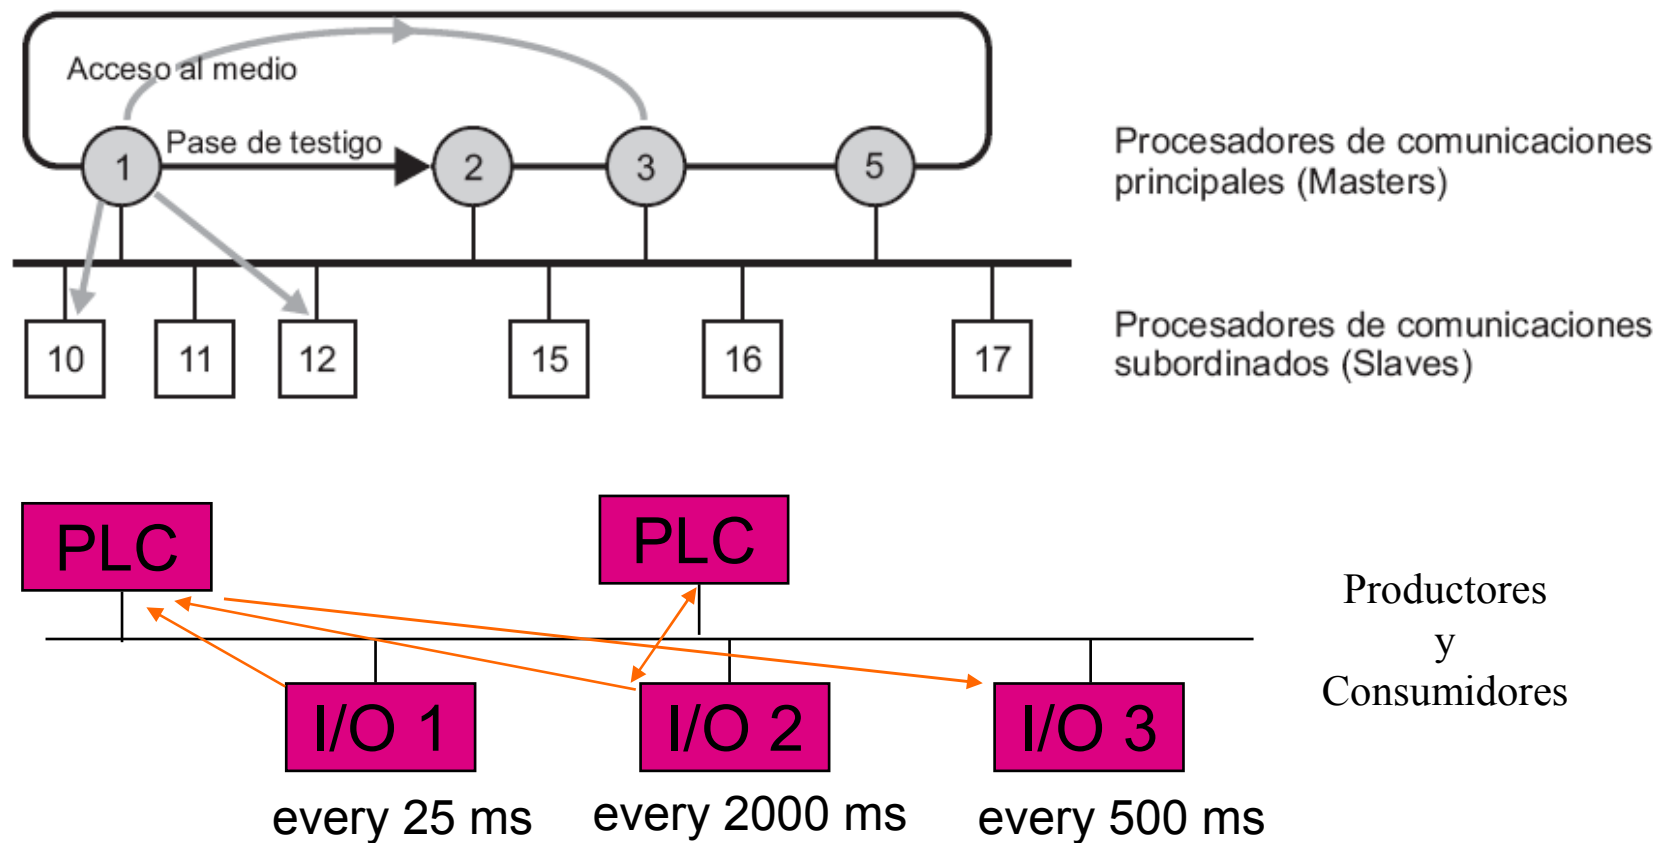 Acceso al medio
Pase de testigo
1
2
3
5
Procesadores de comunicaciones
principales (Masters)
10
11
12
15
16
17
Procesadores de comunicaciones
subordinados (Slaves)
PLC
PLC
Productores
y
Consumidores
I/O 1
I/O 2
I/O 3
every 25 ms
every 2000 ms
every 500 ms